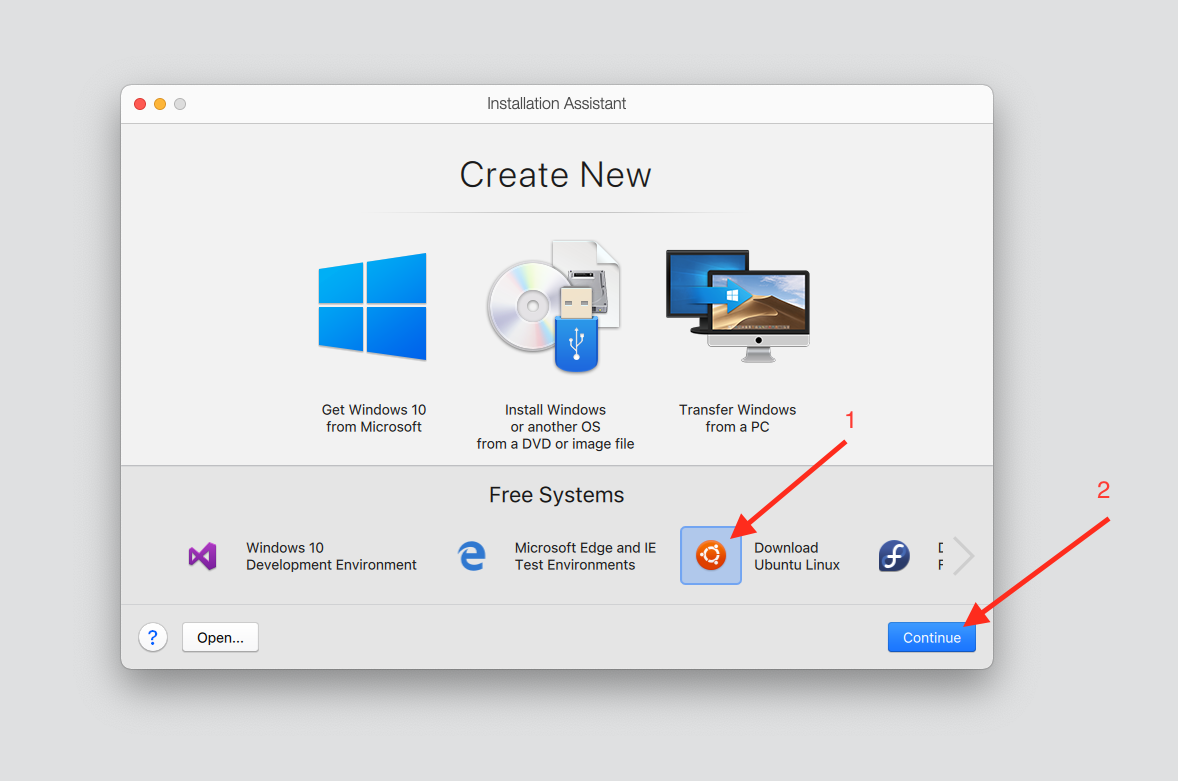 Installation Assistant
Create New
Get Windows 10
from Microsoft
Install Windows
or another OS
from a DVD or image file
Transfer Windows
from a PC
1
2
Free Systems
Windows 10
Development Environment
Microsoft Edge and IE
Test Environments
Download
Ubuntu Linux
?
Open...
Continue